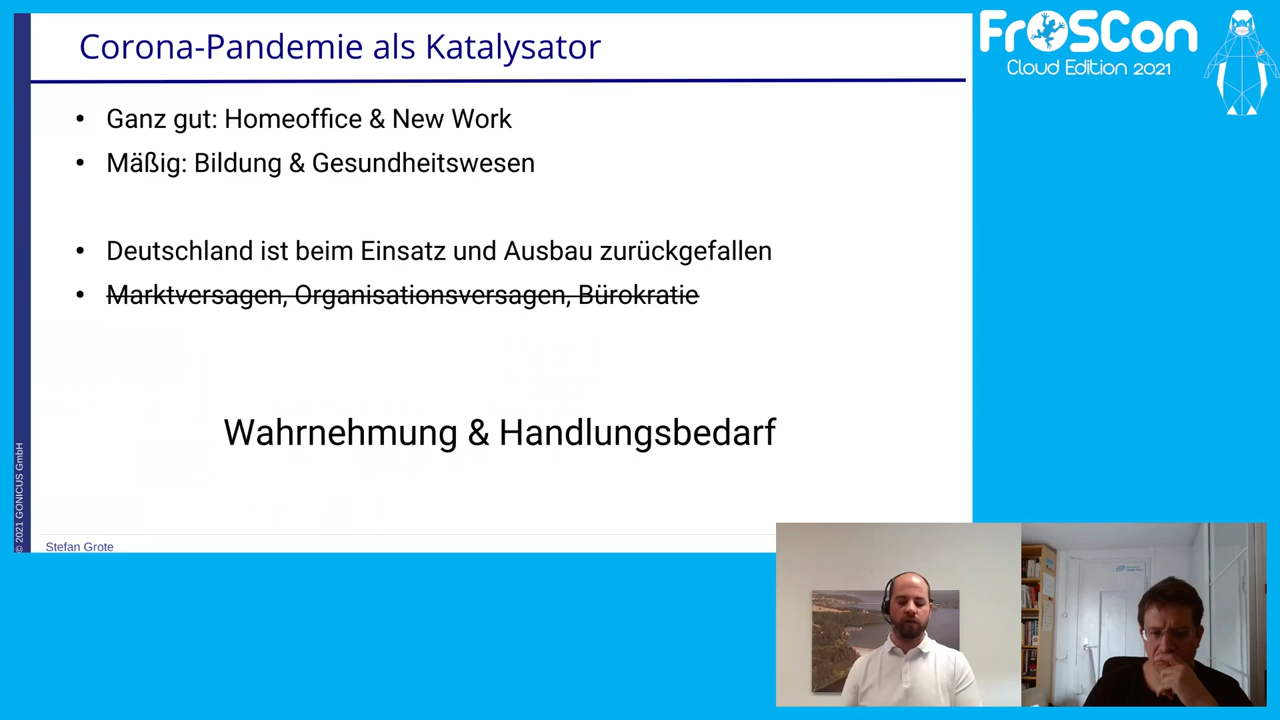 Corona-Pandemie als Katalysator
FrOSCon
Cloud Edition 2021
• Ganz gut: Homeoffice & New Work
• Mäßig: Bildung & Gesundheitswesen
• Deutschland ist beim Einsatz und Ausbau zurückgefallen
• Marktversagen, Organisationsversagen, Bürokratie
Wahrnehmung & Handlungsbedarf
© 2021 GONICUS GmbH
Stefan Grote